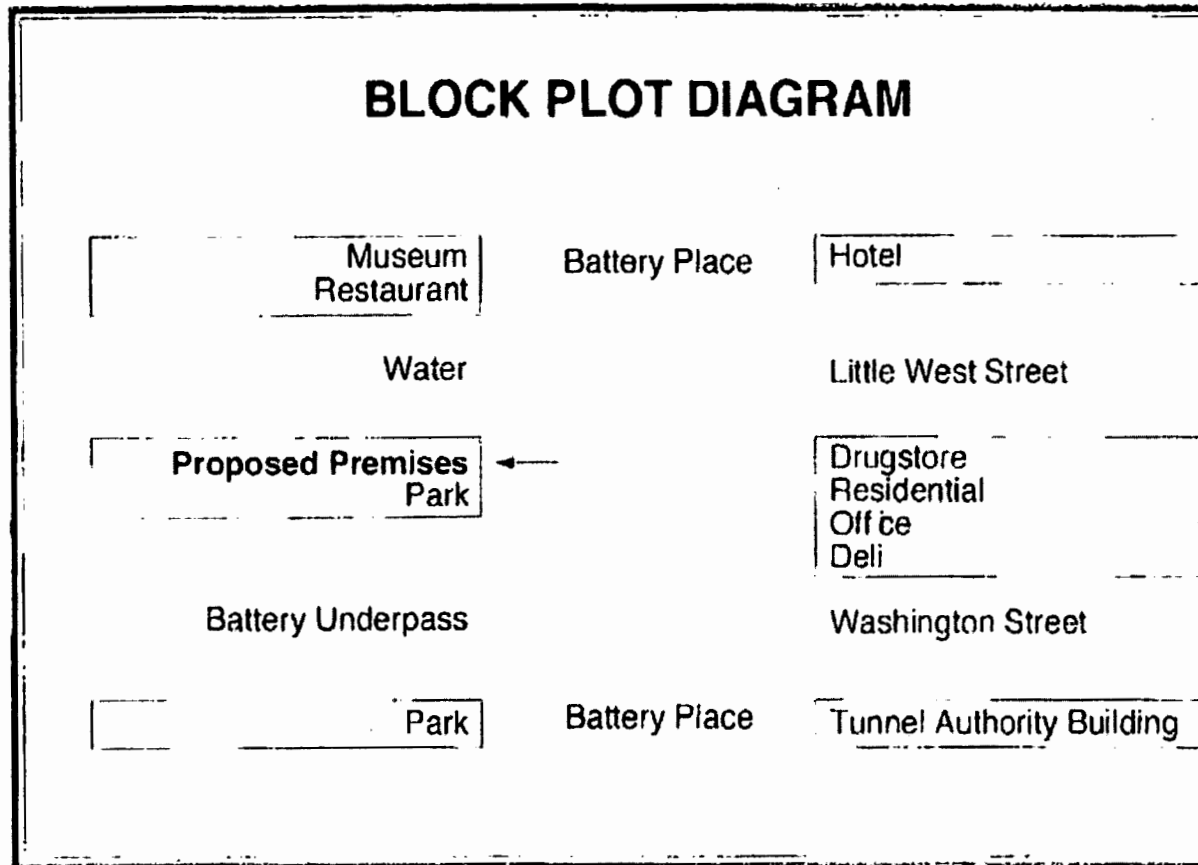 BLOCK PLOT DIAGRAM
Museum
Restaurant
Battery Place
Hotel
Water
Little West Street
Proposed Premises
Park
Drugstore
Residential
Office
Deli
Battery Underpass
Washington Street
Park
Battery Place
Tunnel Authority Building